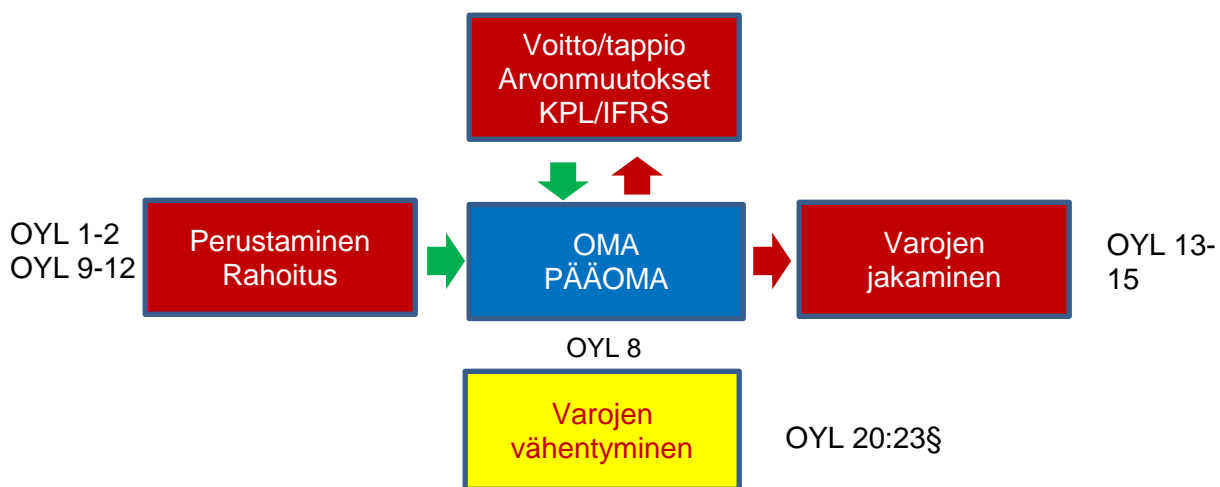 Voitto/tappio
Arvonmuutokset
KPL/IFRS
OYL 1-2
OYL 9-12
Perustaminen
Rahoitus
OMA
PÄÄOMA
Varojen
jakaminen
OYL 13-
15
OYL 8
Varojen
vähentyminen
OYL 20:23§